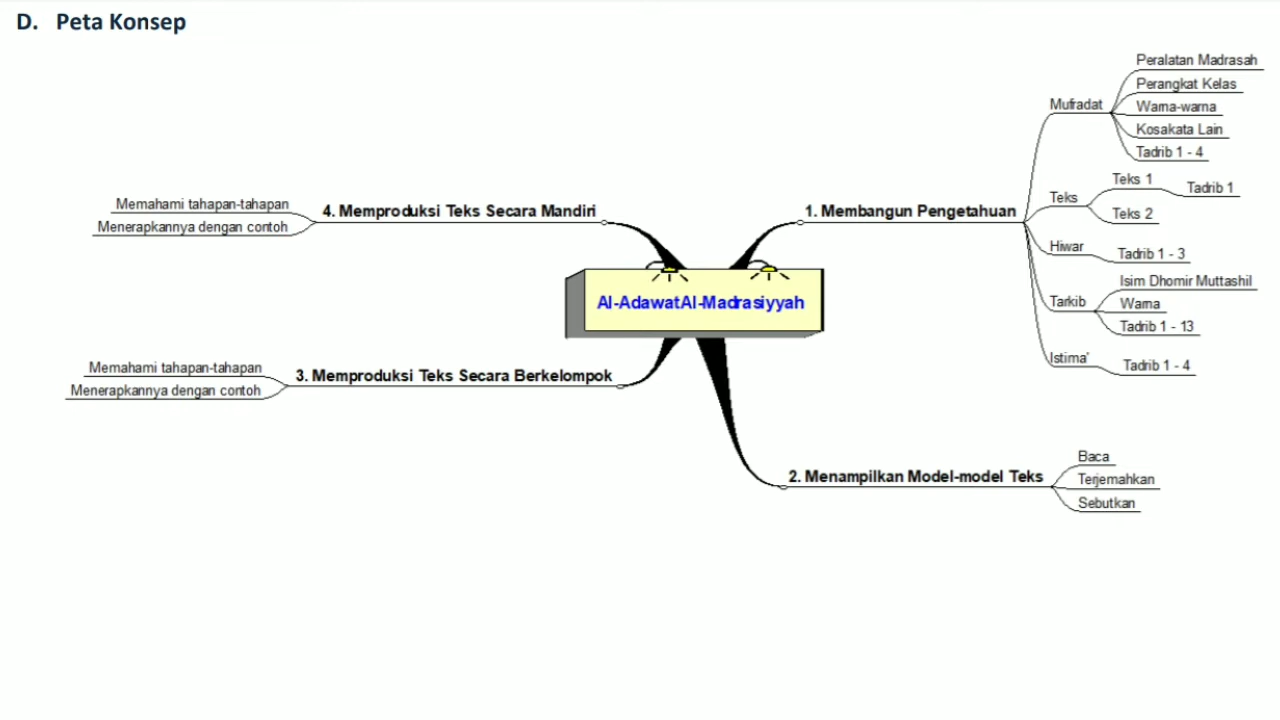 D. Peta Konsep
Al-AdawatAl-Madrasiyyah
1. Membangun Pengetahuan
Mufradat
Peralatan Madrasah
Perangkat Kelas
Warna-warna
Kosakata Lain
Tadrib 1 - 4
Teks
Teks 1
Tadrib 1
Teks 2
Hiwar
Tadrib 1 - 3
Tarkib
Isim Dhomir Muttashil
Warna
Tadrib 1 - 13
Istima'
Tadrib 1 - 4
2. Menampilkan Model-model Teks
Baca
Terjemahkan
Sebutkan
3. Memproduksi Teks Secara Berkelompok
Memahami tahapan-tahapan
Menerapkannya dengan contoh
4. Memproduksi Teks Secara Mandiri
Memahami tahapan-tahapan
Menerapkannya dengan contoh